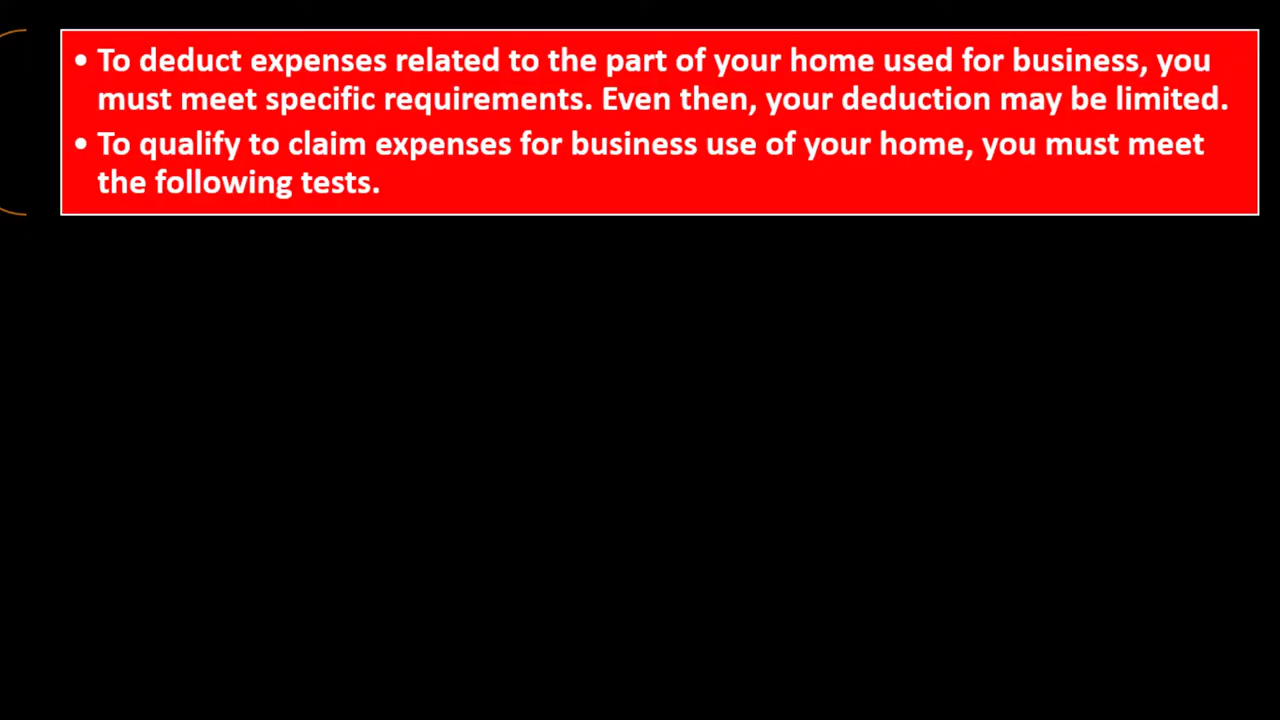 • To deduct expenses related to the part of your home used for business, you
must meet specific requirements. Even then, your deduction may be limited.
• To qualify to claim expenses for business use of your home, you must meet
the following tests.